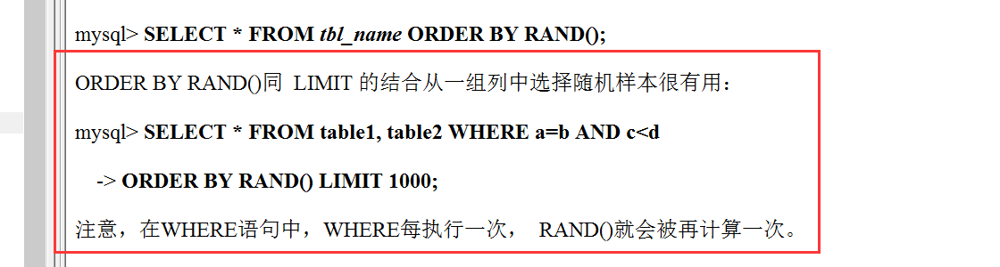 mysql> SELECT * FROM tbl_name ORDER BY RAND();
ORDER BY RAND()同 LIMIT 的结合从一组列中选择随机样本很有用：
mysql> SELECT * FROM table1, table2 WHERE a=b AND c<d
-> ORDER BY RAND() LIMIT 1000;
注意，在WHERE语句中，WHERE每执行一次， RAND()就会被再计算一次。